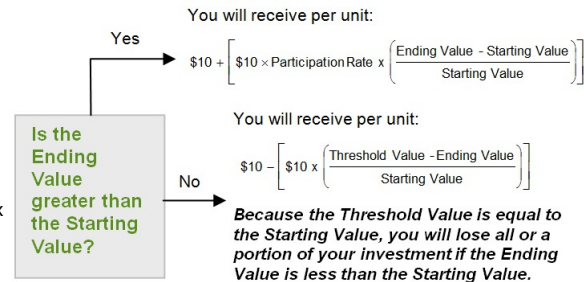 You will receive per unit:
Yes
$10 + [ $10 × Participation Rate x ( Ending Value - Starting Value
Starting Value ) ]
Is the
Ending
Value
greater than
the Starting
Value?
No
You will receive per unit:
$10 – [ $10 x ( Threshold Value - Ending Value
Starting Value ) ]
Because the Threshold Value is equal to
the Starting Value, you will lose all or a
portion of your investment if the Ending
Value is less than the Starting Value.